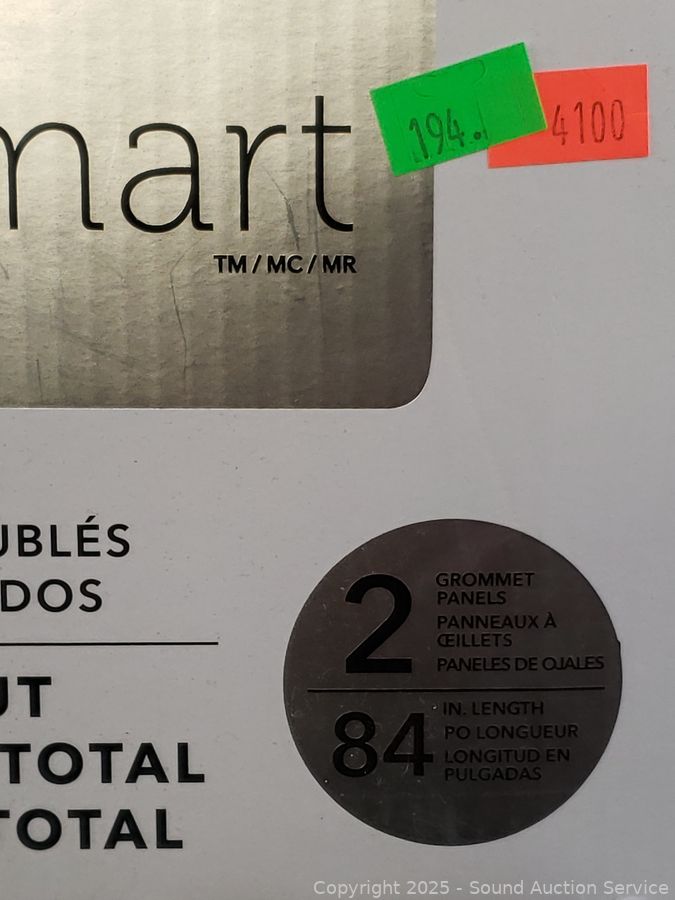 194.
4100
mart
TM / MC / MR
UBLÉS
DOS
UT
TOTAL
TOTAL
2 GROMMET
PANELS
PANNEAUX À
ŒILLETS
PANELES DE OJALES
84 IN. LENGTH
PO LONGUEUR
LONGITUD EN
PULGADAS
Copyright 2025 - Sound Auction Service